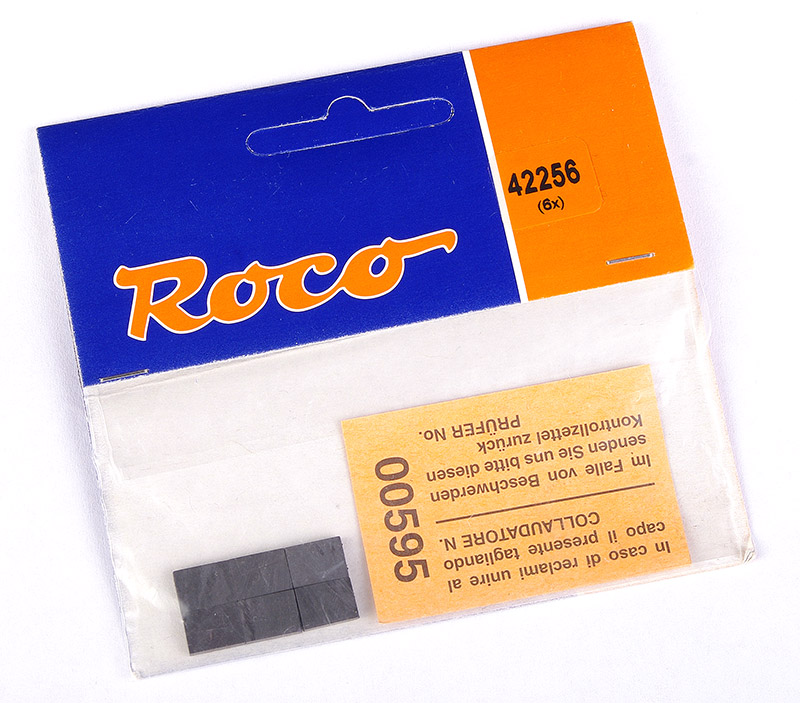 42256
(6x)
Roco
In caso di reclami unire al
capo il presente tagliando
COLLAUDATORE N.
00595
Im Falle von Beschwerden
senden Sie uns bitte diesen
Kontrollzettel zurück
PRÜFER No.